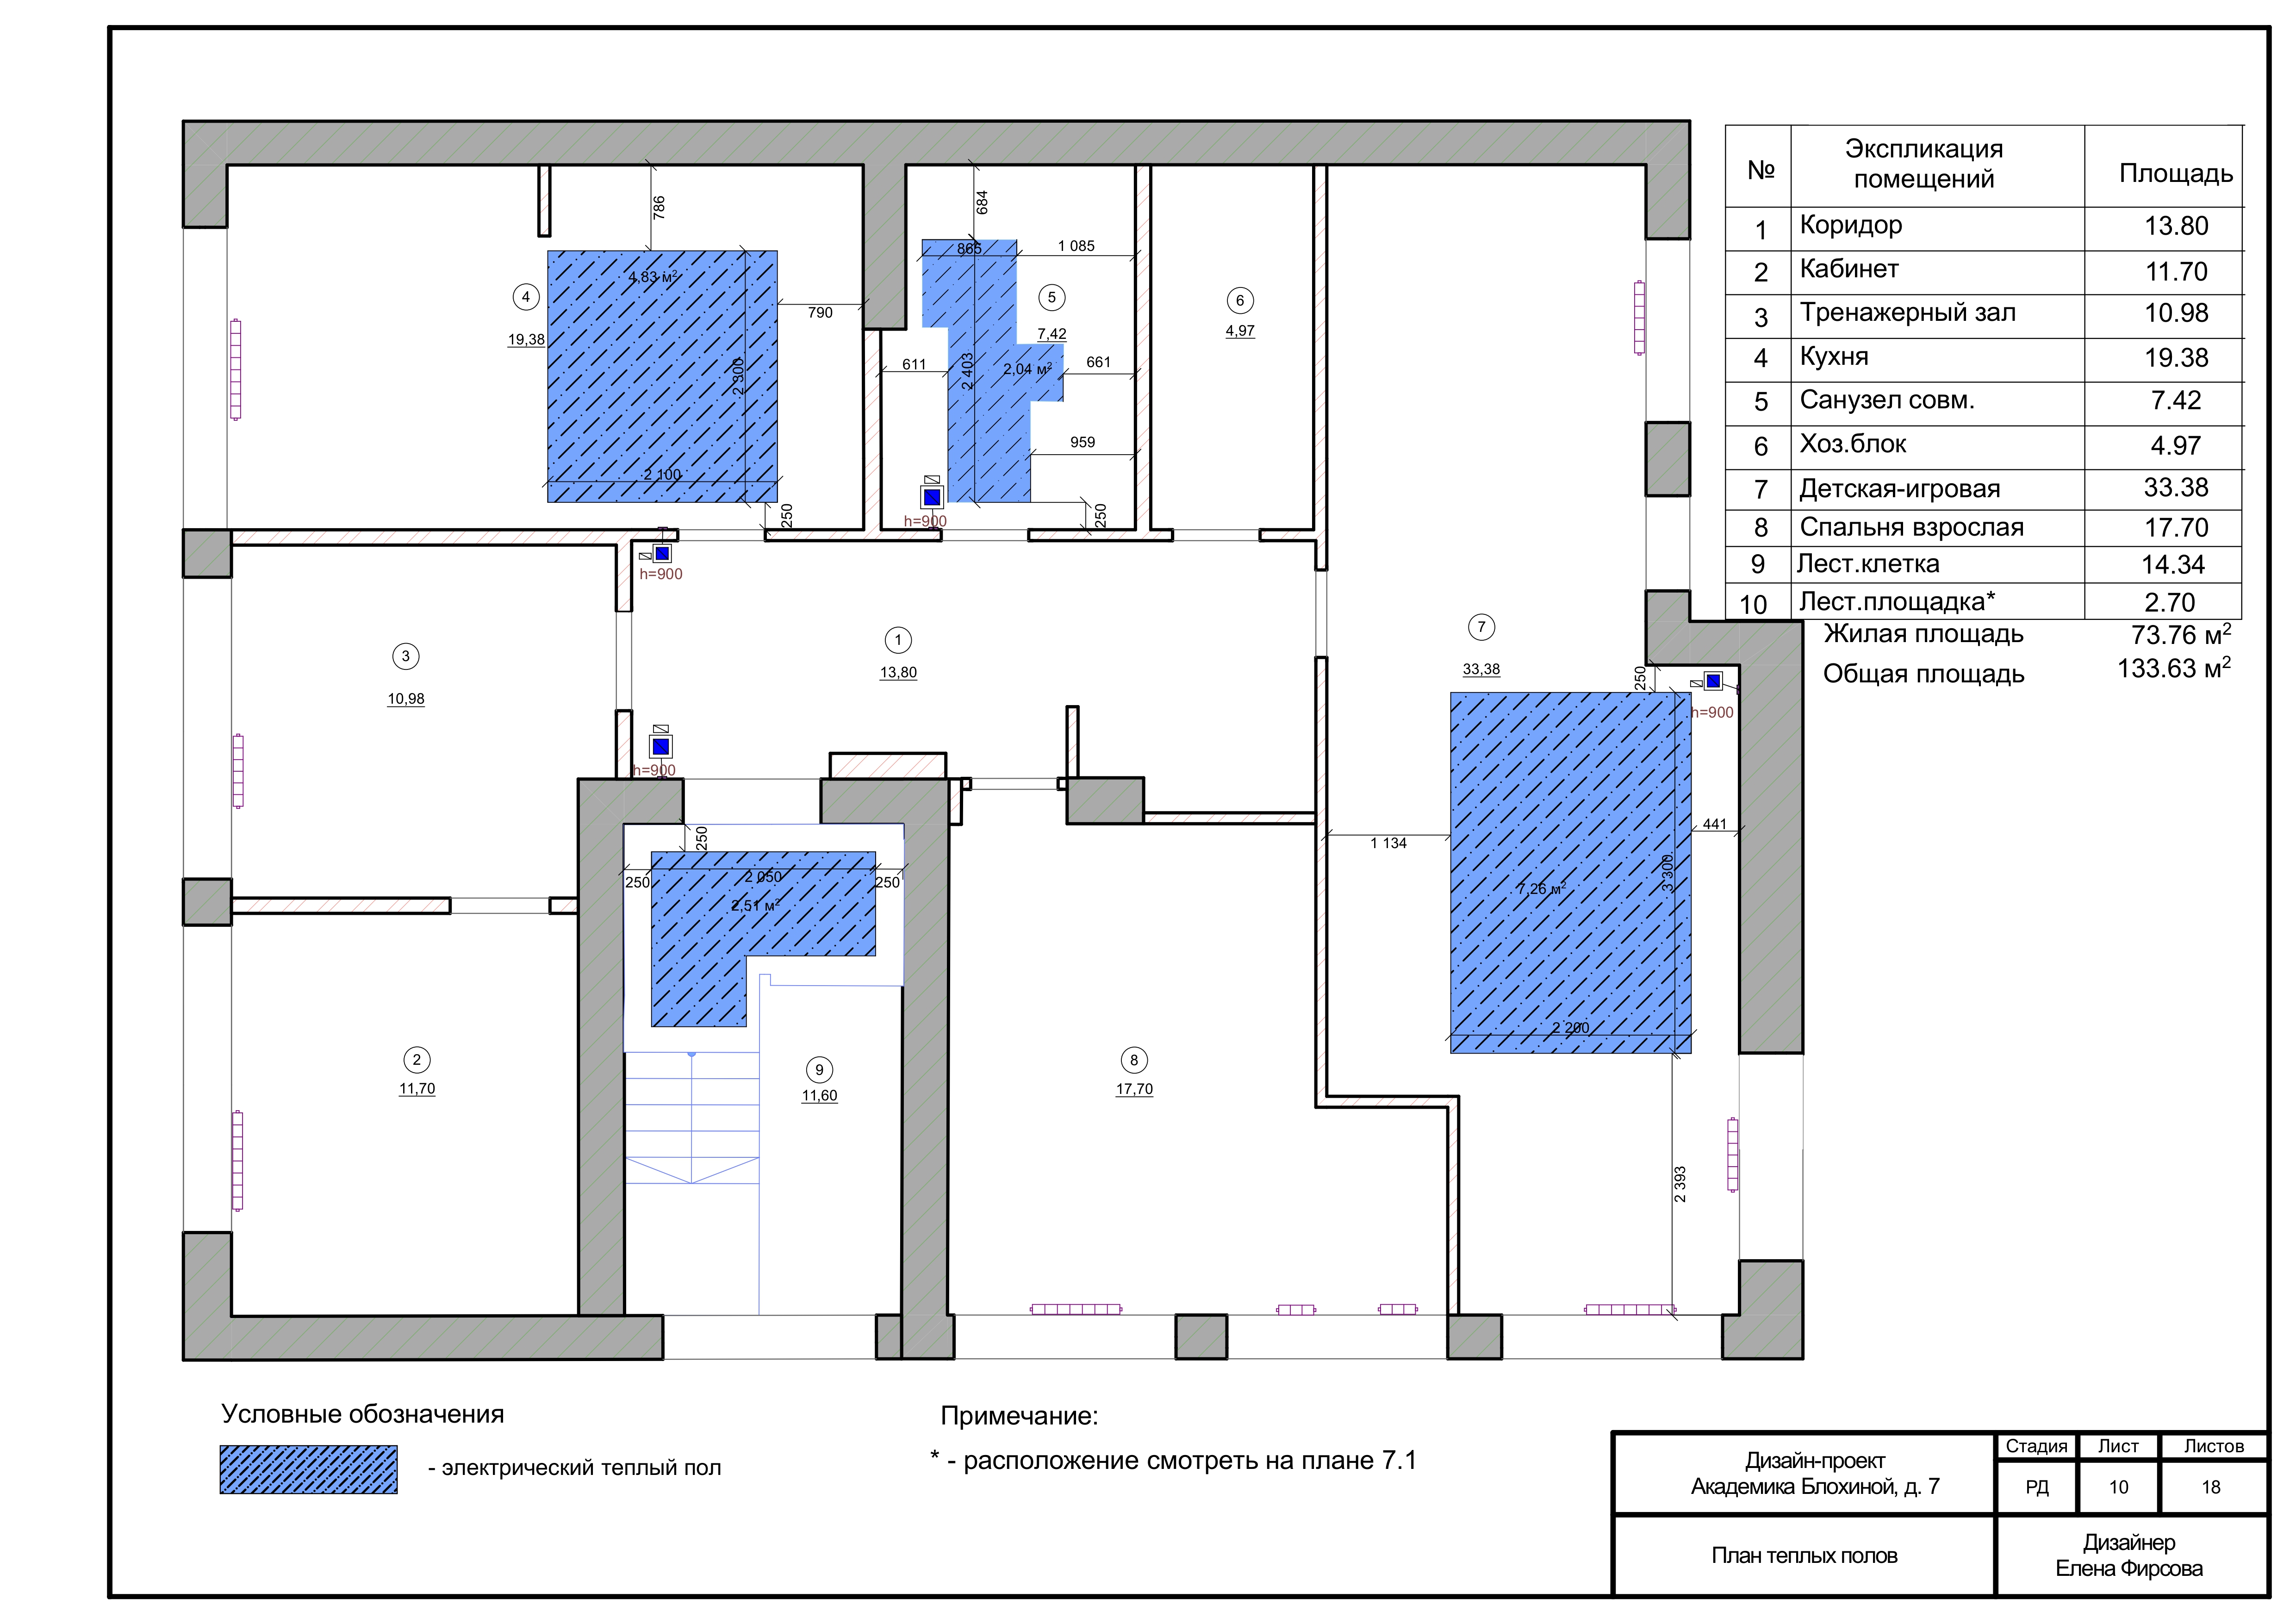 № Экспликация помещений Площадь
1 Коридор 13.80
2 Кабинет 11.70
3 Тренажерный зал 10.98
4 Кухня 19.38
5 Санузел совм. 7.42
6 Хоз.блок 4.97
7 Детская-игровая 33.38
8 Спальня взрослая 17.70
9 Лест.клетка 14.34
10 Лест.площадка* 2.70
Жилая площадь 73.76 м²
Общая площадь 133.63 м²
786
684
865
1 085
4,83 м²
4
19,38
790
2 300
2 100
250
5
7,42
611
2 403
2,04 м²
661
959
250
h=900
6
4,97
h=900
3
10,98
1
13,80
7
33,38
250
h=900
h=900
250
250
2 050
250
2,51 м²
1 134
441
3 300
7,26 м²
2 200
2
11,70
9
11,60
8
17,70
2 393
Условные обозначения
- электрический теплый пол
Примечание:
* - расположение смотреть на плане 7.1
Дизайн-проект
Академика Блохиной, д. 7
Стадия Лист Листов
РД 10 18
План теплых полов
Дизайнер
Елена Фирсова